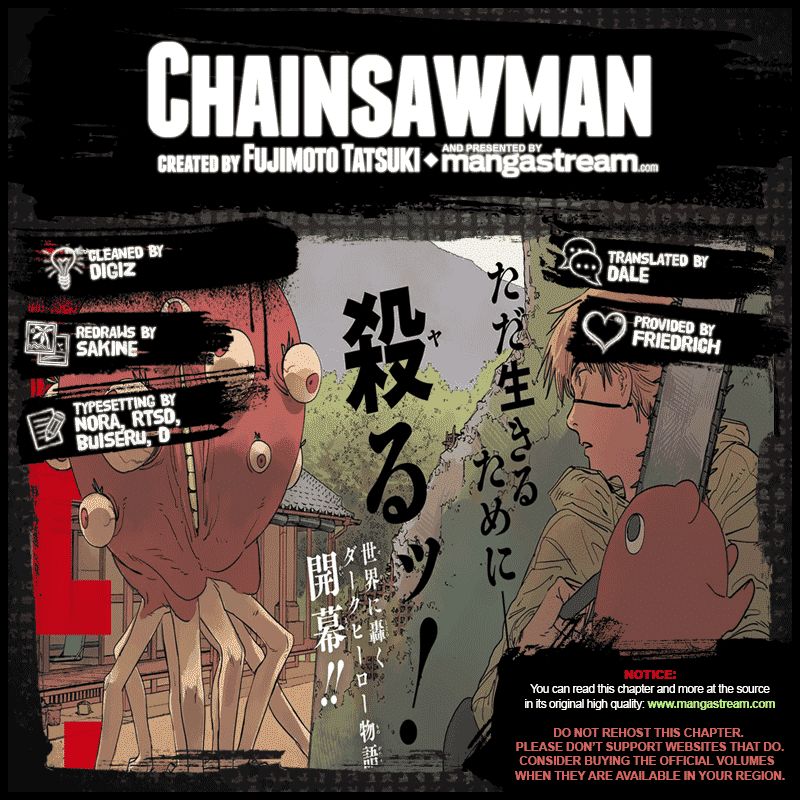 CHAINSAWMAN
CREATED BY FUJIMOTO TATSUKI ◆ AND PRESENTED BY mangastream.com
CLEANED BY
DIGIZ
REDRAWS BY
SAKINE
TYPESETTING BY
NORA, RTSD,
BUISERU, D
TRANSLATED BY
DALE
PROVIDED BY
FRIEDRICH
ただ生きる
ために―
殺るッ!
ヤ
世界に轟く
ダークヒーロー物語
開幕!!
NOTICE:
You can read this chapter and more at the source
in its original high quality: www.mangastream.com
DO NOT REHOST THIS CHAPTER.
PLEASE DON'T SUPPORT WEBSITES THAT DO.
CONSIDER BUYING THE OFFICIAL VOLUMES
WHEN THEY ARE AVAILABLE IN YOUR REGION.